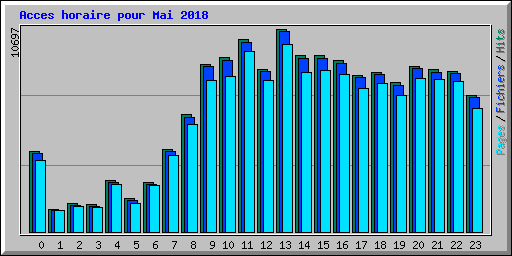 Acces horaire pour Mai 2018
10697
Pages / Fichiers / Hits
0 1 2 3 4 5 6 7 8 9 10 11 12 13 14 15 16 17 18 19 20 21 22 23